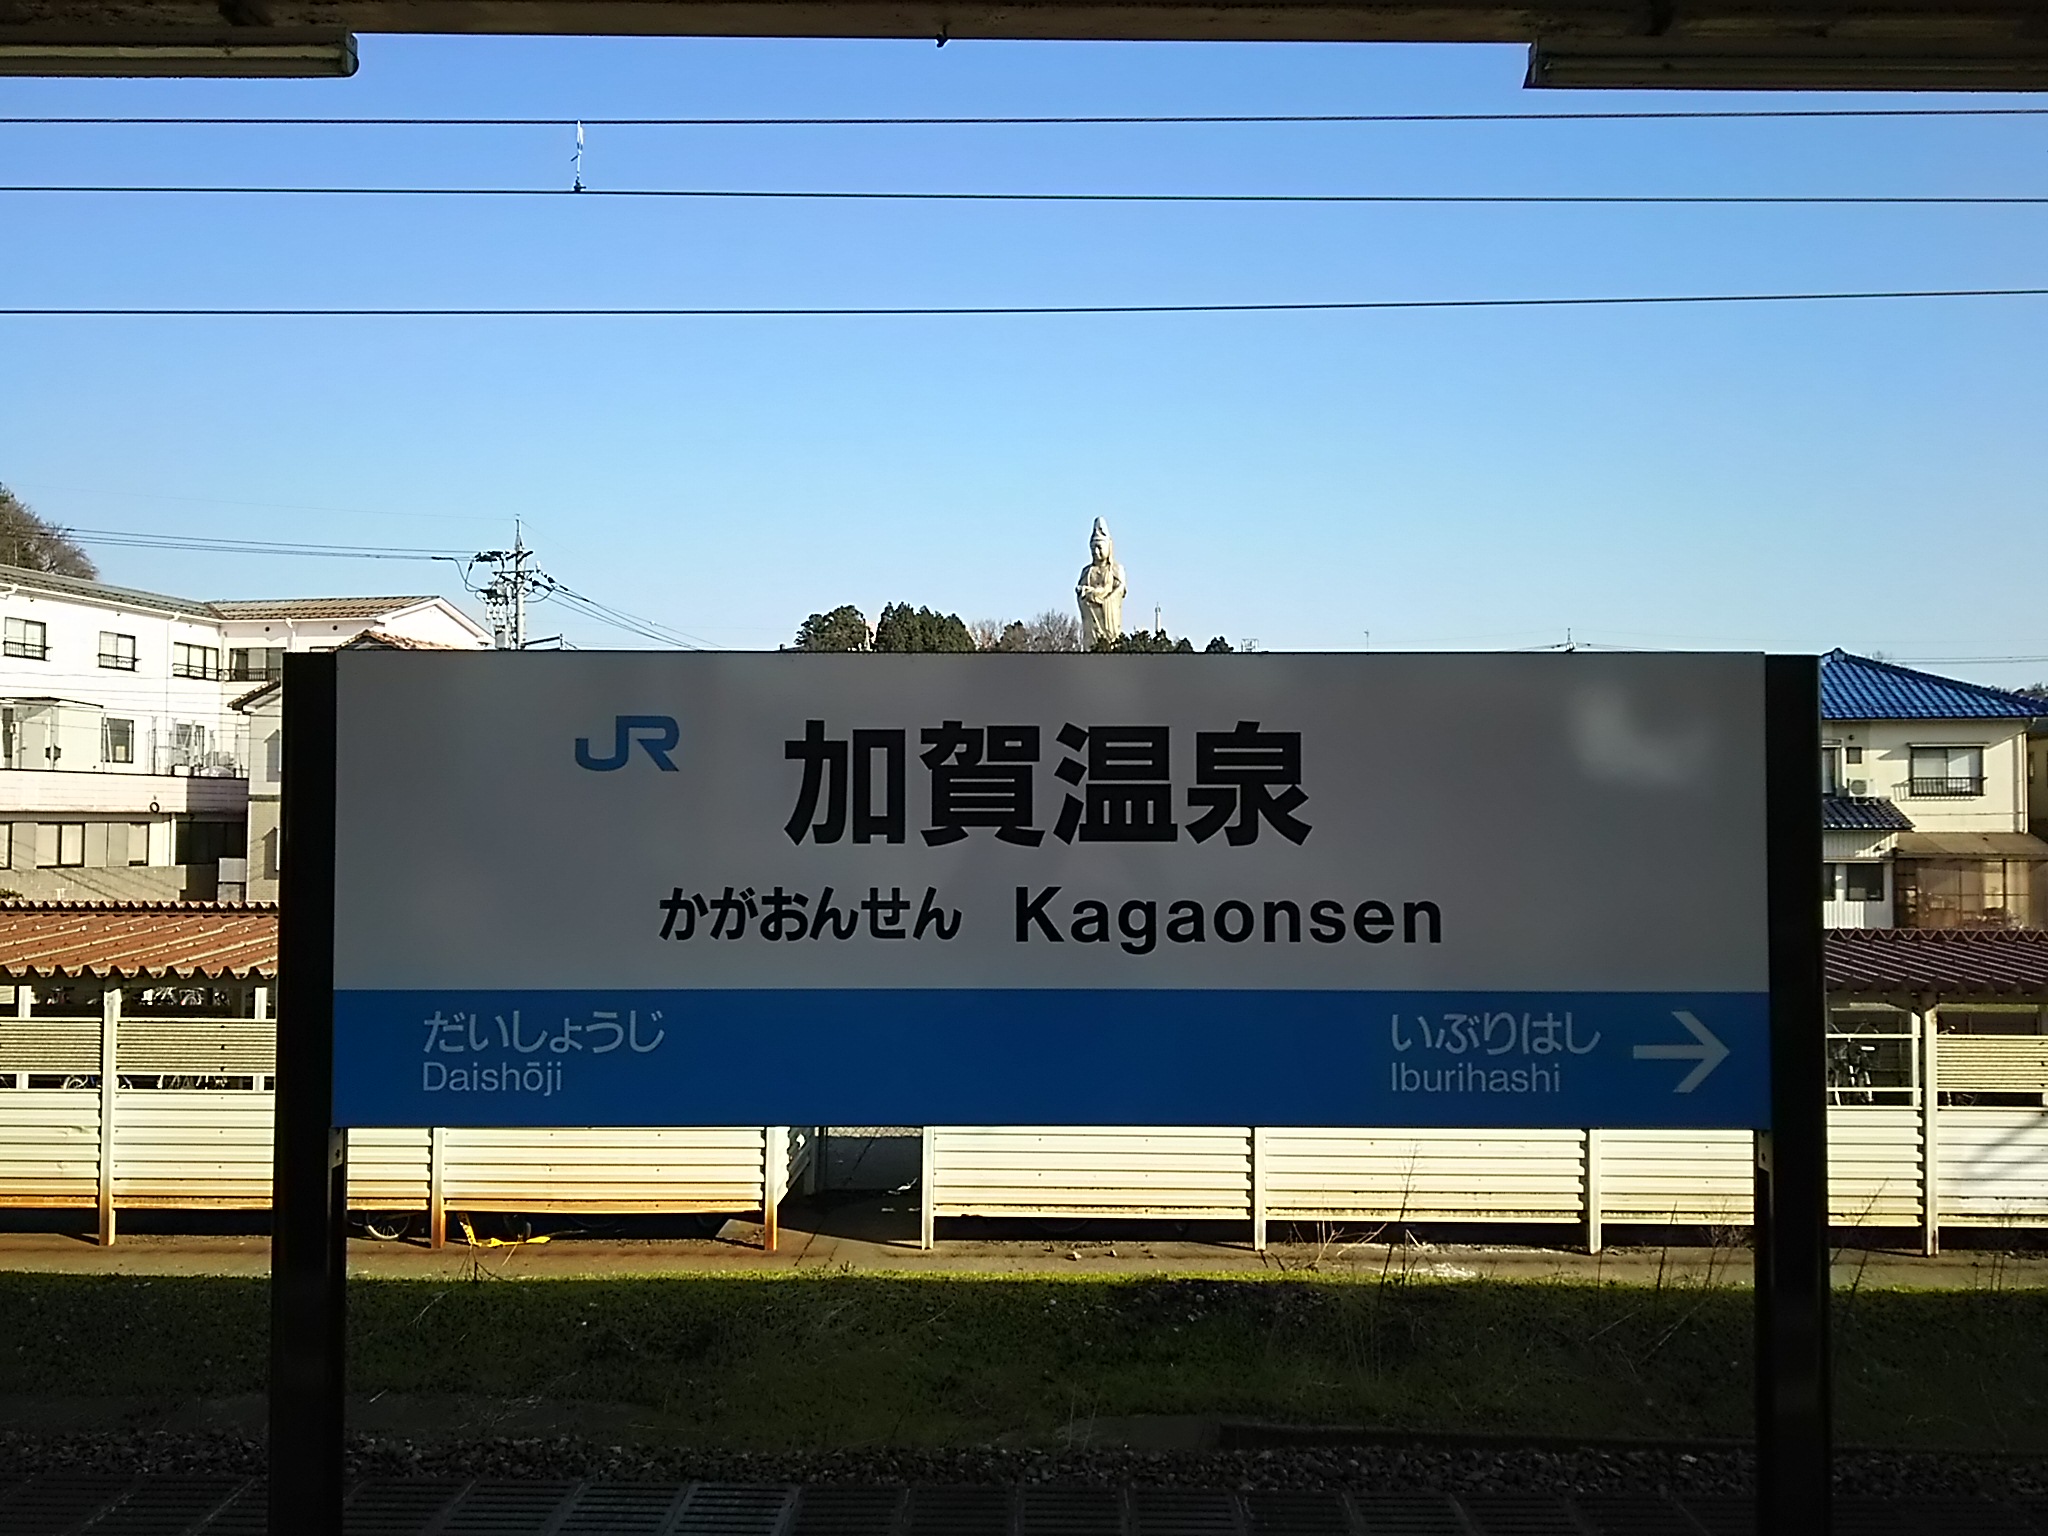 JR 加賀温泉
かがおんせん Kagaonsen
だいしょうじ いぶりはし →
Daishōji Iburihashi